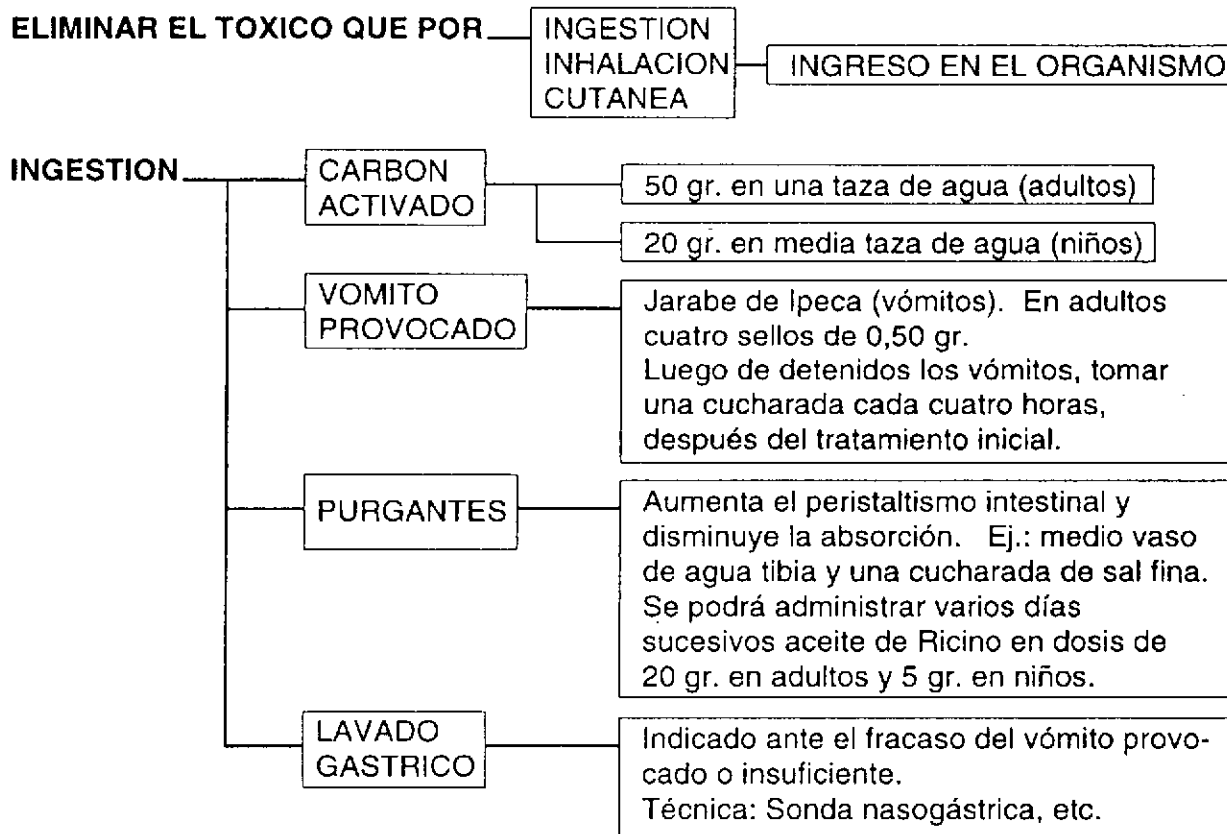 ELIMINAR EL TOXICO QUE POR
INGESTION
INHALACION
CUTANEA
INGRESO EN EL ORGANISMO
INGESTION
CARBON
ACTIVADO
50 gr. en una taza de agua (adultos)
20 gr. en media taza de agua (niños)
VOMITO
PROVOCADO
Jarabe de Ipeca (vómitos). En adultos
cuatro sellos de 0,50 gr.
Luego de detenidos los vómitos, tomar
una cucharada cada cuatro horas,
después del tratamiento inicial.
PURGANTES
Aumenta el peristaltismo intestinal y
disminuye la absorción. Ej.: medio vaso
de agua tibia y una cucharada de sal fina.
Se podrá administrar varios días
sucesivos aceite de Ricino en dosis de
20 gr. en adultos y 5 gr. en niños.
LAVADO
GASTRICO
Indicado ante el fracaso del vómito provo-
cado o insuficiente.
Técnica: Sonda nasogástrica, etc.